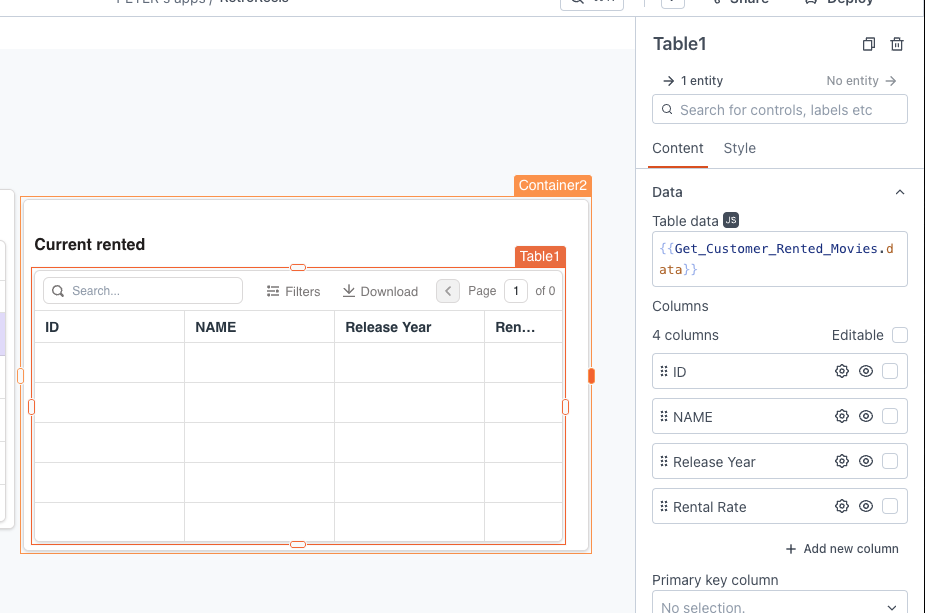 PETER's apps / RetroReels
Share
Deploy
Container2
Current rented
Table1
Search...
Filters
Download
Page
1
of 0
ID
NAME
Release Year
Ren...
Table1
1 entity
No entity
Search for controls, labels etc
Content
Style
Data
Table data JS
{{Get_Customer_Rented_Movies.d
ata}}
Columns
4 columns
Editable
ID
NAME
Release Year
Rental Rate
Add new column
Primary key column
No selection.